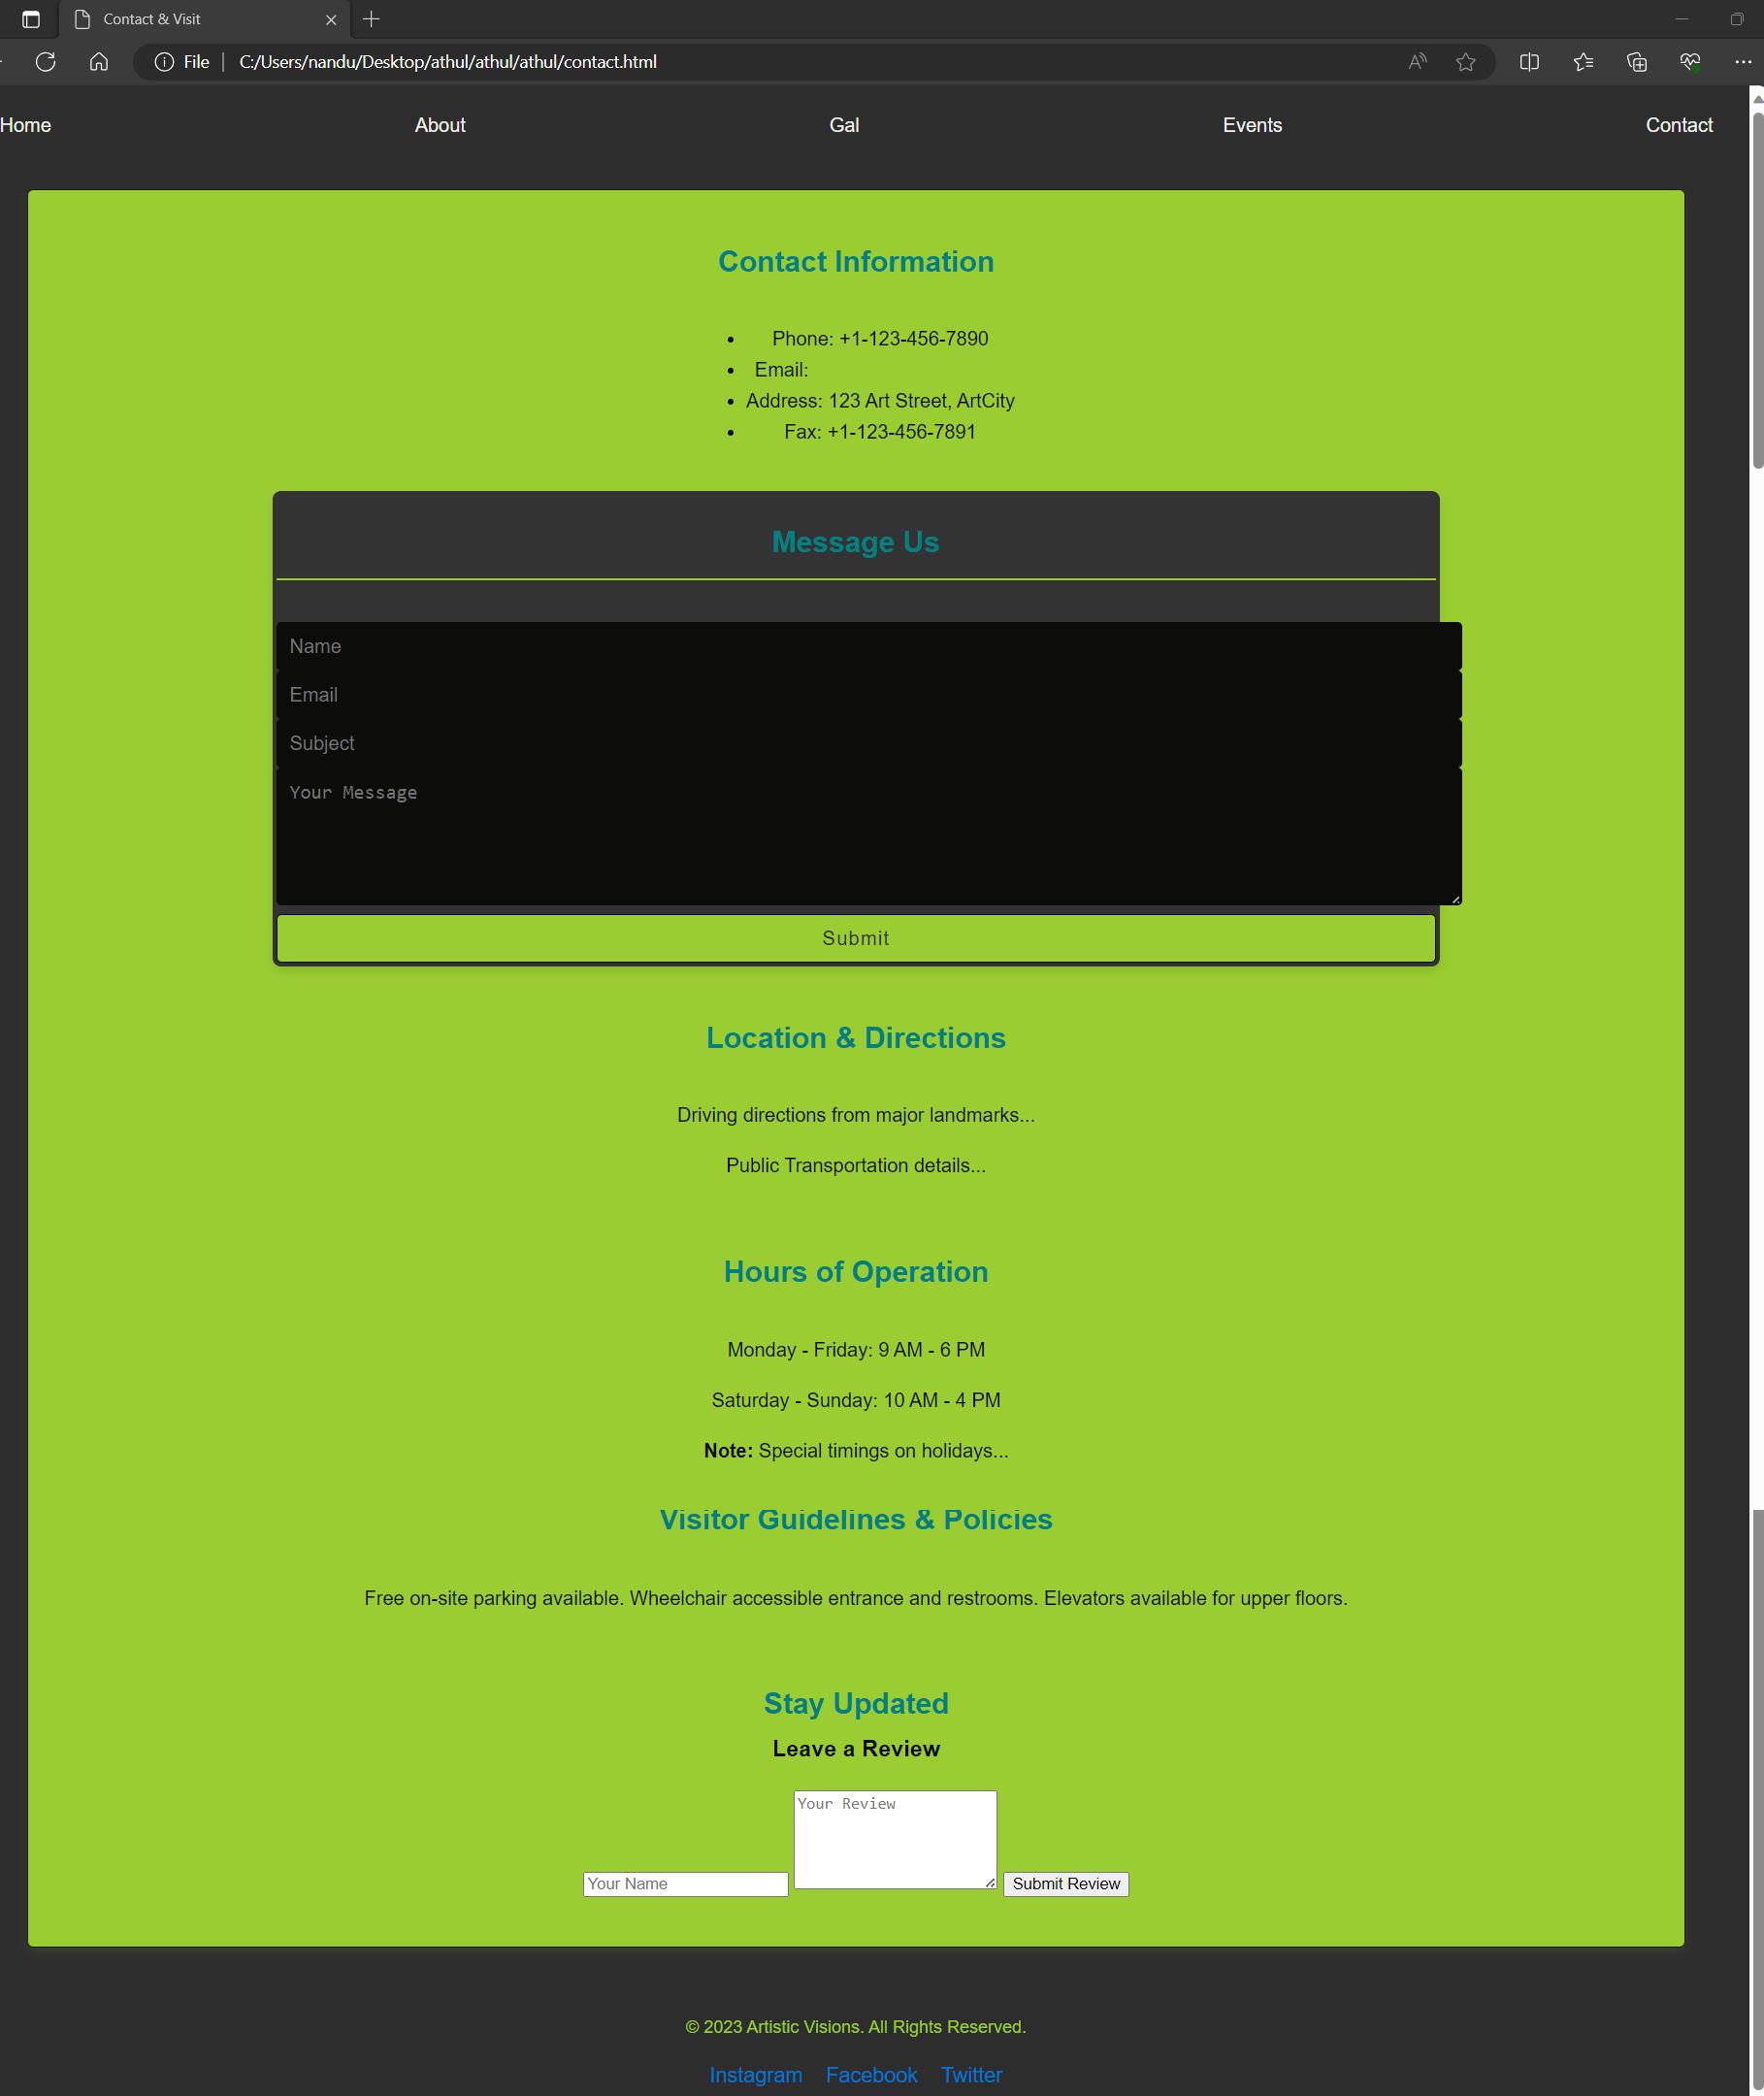 Contact & Visit
File C:/Users/nandu/Desktop/athul/athul/athul/contact.html
Home About Gal Events Contact
Contact Information
• Phone: +1-123-456-7890
• Email:
• Address: 123 Art Street, ArtCity
• Fax: +1-123-456-7891
Message Us
Name
Email
Subject
Your Message
Submit
Location & Directions
Driving directions from major landmarks...
Public Transportation details...
Hours of Operation
Monday - Friday: 9 AM - 6 PM
Saturday - Sunday: 10 AM - 4 PM
Note: Special timings on holidays...
Visitor Guidelines & Policies
Free on-site parking available. Wheelchair accessible entrance and restrooms. Elevators available for upper floors.
Stay Updated
Leave a Review
Your Review
Your Name
Submit Review
© 2023 Artistic Visions. All Rights Reserved.
Instagram Facebook Twitter